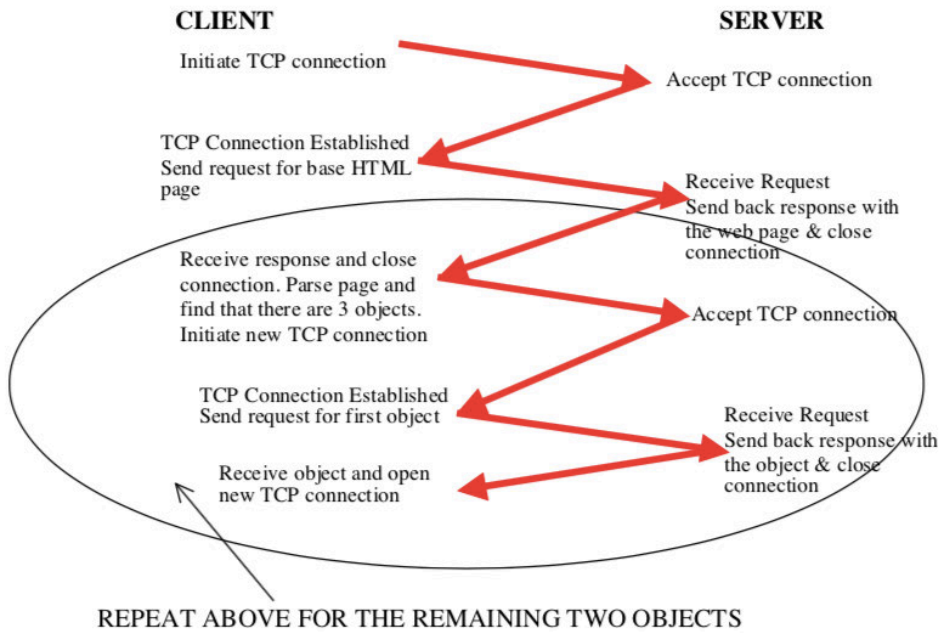 CLIENT
SERVER
Initiate TCP connection
Accept TCP connection
TCP Connection Established
Send request for base HTML
page
Receive Request
Send back response with
the web page & close
connection
Receive response and close
connection. Parse page and
find that there are 3 objects.
Initiate new TCP connection
Accept TCP connection
TCP Connection Established
Send request for first object
Receive Request
Send back response with
the object & close
connection
Receive object and open
new TCP connection
REPEAT ABOVE FOR THE REMAINING TWO OBJECTS